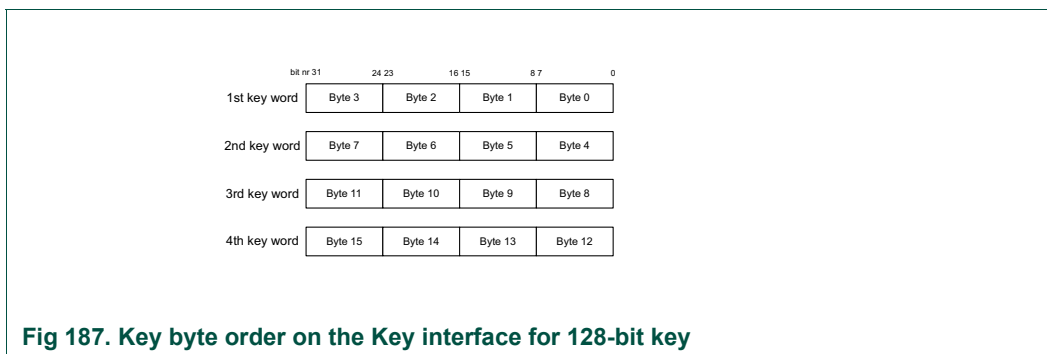 bit nr 31 24 23 16 15 8 7 0
1st key word Byte 3 Byte 2 Byte 1 Byte 0
2nd key word Byte 7 Byte 6 Byte 5 Byte 4
3rd key word Byte 11 Byte 10 Byte 9 Byte 8
4th key word Byte 15 Byte 14 Byte 13 Byte 12
Fig 187. Key byte order on the Key interface for 128-bit key